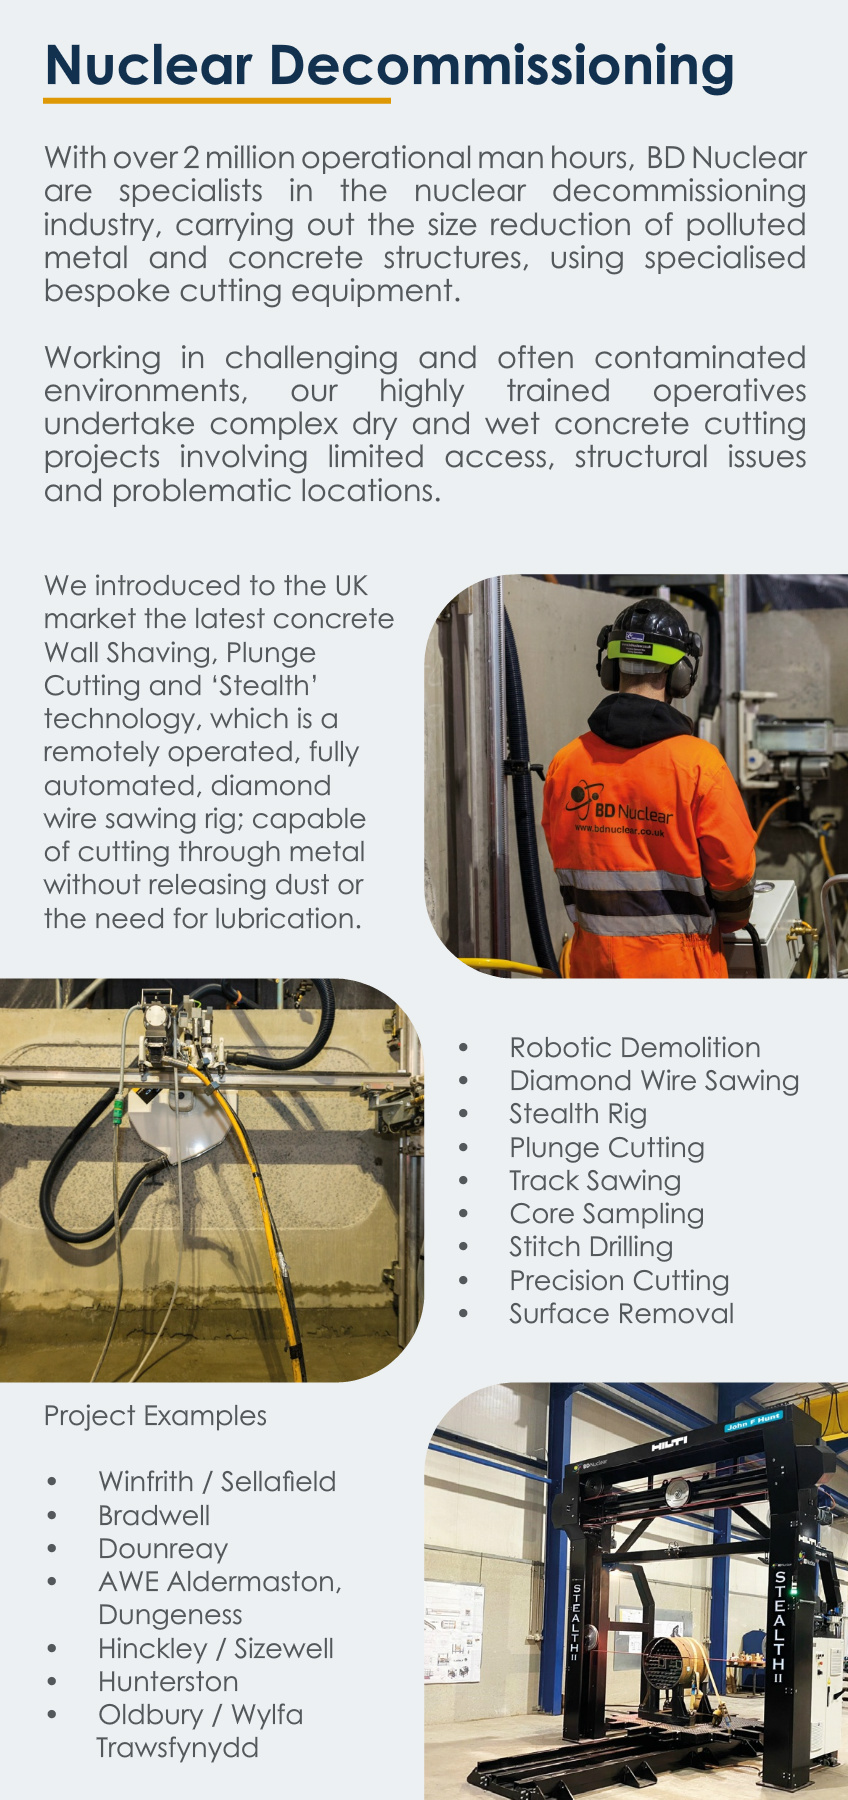 Nuclear Decommissioning
With over 2 million operational man hours, BD Nuclear
are specialists in the nuclear decommissioning
industry, carrying out the size reduction of polluted
metal and concrete structures, using specialised
bespoke cutting equipment.
Working in challenging and often contaminated
environments, our highly trained operatives
undertake complex dry and wet concrete cutting
projects involving limited access, structural issues
and problematic locations.
We introduced to the UK
market the latest concrete
Wall Shaving, Plunge
Cutting and ‘Stealth’
technology, which is a
remotely operated, fully
automated, diamond
wire sawing rig; capable
of cutting through metal
without releasing dust or
the need for lubrication.
BD Nuclear
www.bdnuclear.co.uk
• Robotic Demolition
• Diamond Wire Sawing
• Stealth Rig
• Plunge Cutting
• Track Sawing
• Core Sampling
• Stitch Drilling
• Precision Cutting
• Surface Removal
Project Examples
• Winfrith / Sellafield
• Bradwell
• Dounreay
• AWE Aldermaston,
Dungeness
• Hinckley / Sizewell
• Hunterston
• Oldbury / Wylfa
Trawsfynydd
John F Hunt
HILTI
BDNuclear
HILTI
STEALTH II
STEALTH II